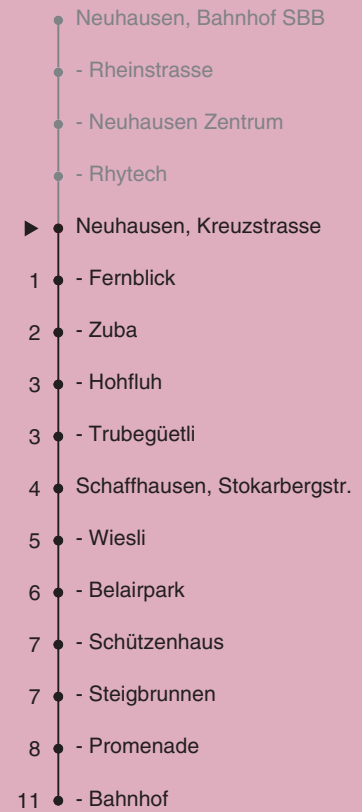 Neuhausen, Bahnhof SBB
- Rheinstrasse
- Neuhausen Zentrum
- Rhytech
Neuhausen, Kreuzstrasse
1 - Fernblick
2 - Zuba
3 - Hohfluh
3 - Trubegüetli
4 Schaffhausen, Stokarbergstr.
5 - Wiesli
6 - Belairpark
7 - Schützenhaus
7 - Steigbrunnen
8 - Promenade
11 - Bahnhof